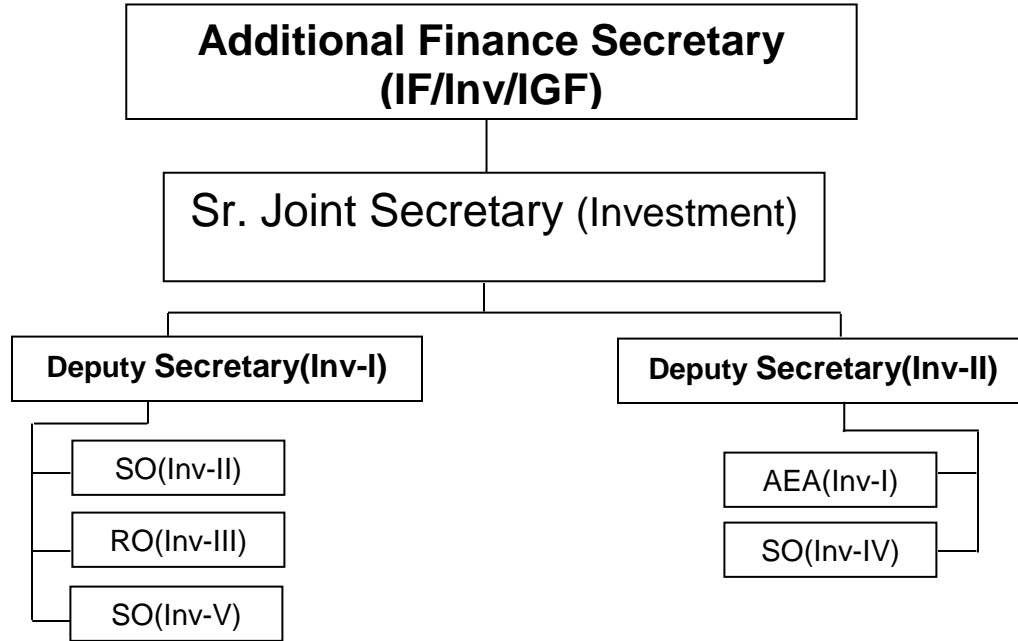 Additional Finance Secretary
(IF/Inv/IGF)
Sr. Joint Secretary (Investment)
Deputy Secretary(Inv-I)
Deputy Secretary(Inv-II)
SO(Inv-II)
RO(Inv-III)
SO(Inv-V)
AEA(Inv-I)
SO(Inv-IV)